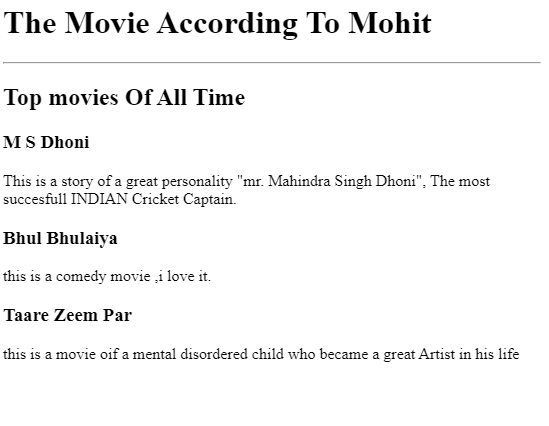 The Movie According To Mohit
Top movies Of All Time
M S Dhoni
This is a story of a great personality "mr. Mahindra Singh Dhoni", The most
succesfull INDIAN Cricket Captain.
Bhul Bhulaiya
this is a comedy movie ,i love it.
Taare Zeem Par
this is a movie oif a mental disordered child who became a great Artist in his life